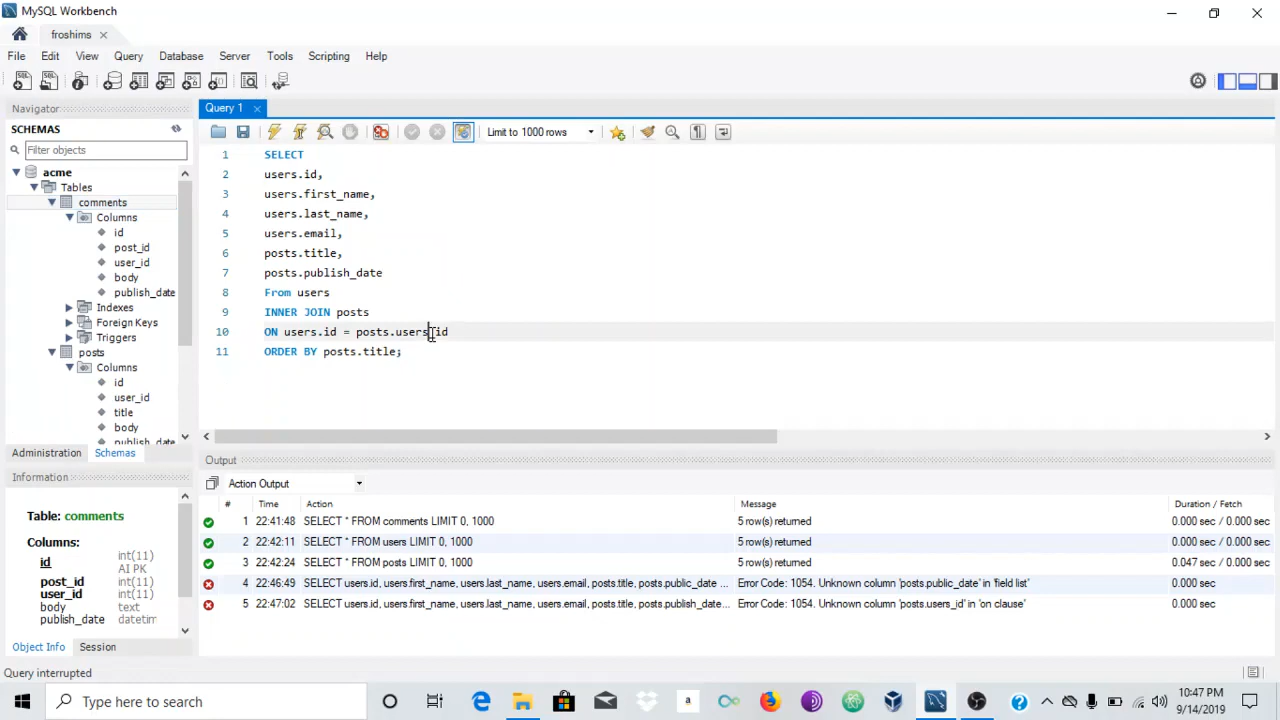 MySQL Workbench
froshims
File Edit View Query Database Server Tools Scripting Help
Navigator
SCHEMAS
Filter objects
acme
Tables
comments
Columns
id
post_id
user_id
body
publish_date
Indexes
Foreign Keys
Triggers
posts
Columns
id
user_id
title
body
publish_date
Administration Schemas
Information
Table: comments
Columns:
id int(11)
AI PK
post_id int(11)
user_id int(11)
body text
publish_date datetim
Object Info Session
Query 1
Limit to 1000 rows
1 SELECT
2 users.id,
3 users.first_name,
4 users.last_name,
5 users.email,
6 posts.title,
7 posts.publish_date
8 From users
9 INNER JOIN posts
10 ON users.id = posts.users_id
11 ORDER BY posts.title;
Output
Action Output
# Time Action Message Duration / Fetch
1 22:41:48 SELECT * FROM comments LIMIT 0, 1000 5 row(s) returned 0.000 sec / 0.000 sec
2 22:42:11 SELECT * FROM users LIMIT 0, 1000 5 row(s) returned 0.000 sec / 0.000 sec
3 22:42:24 SELECT * FROM posts LIMIT 0, 1000 5 row(s) returned 0.047 sec / 0.000 sec
4 22:46:49 SELECT users.id, users.first_name, users.last_name, users.email, posts.title, posts.public_date ... Error Code: 1054. Unknown column 'posts.public_date' in 'field list' 0.000 sec
5 22:47:02 SELECT users.id, users.first_name, users.last_name, users.email, posts.title, posts.publish_date... Error Code: 1054. Unknown column 'posts.users_id' in 'on clause' 0.000 sec
Query interrupted
Type here to search
10:47 PM
9/14/2019